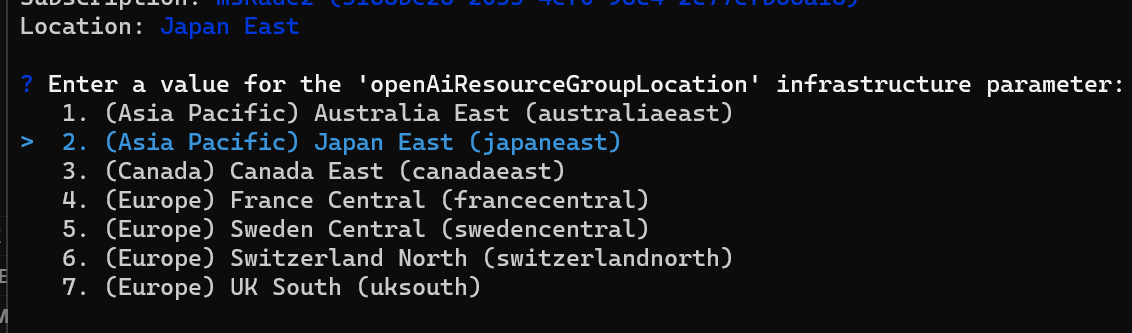 Location: Japan East
? Enter a value for the 'openAiResourceGroupLocation' infrastructure parameter:
1. (Asia Pacific) Australia East (australiaeast)
> 2. (Asia Pacific) Japan East (japaneast)
3. (Canada) Canada East (canadaeast)
4. (Europe) France Central (francecentral)
5. (Europe) Sweden Central (swedencentral)
6. (Europe) Switzerland North (switzerlandnorth)
7. (Europe) UK South (uksouth)